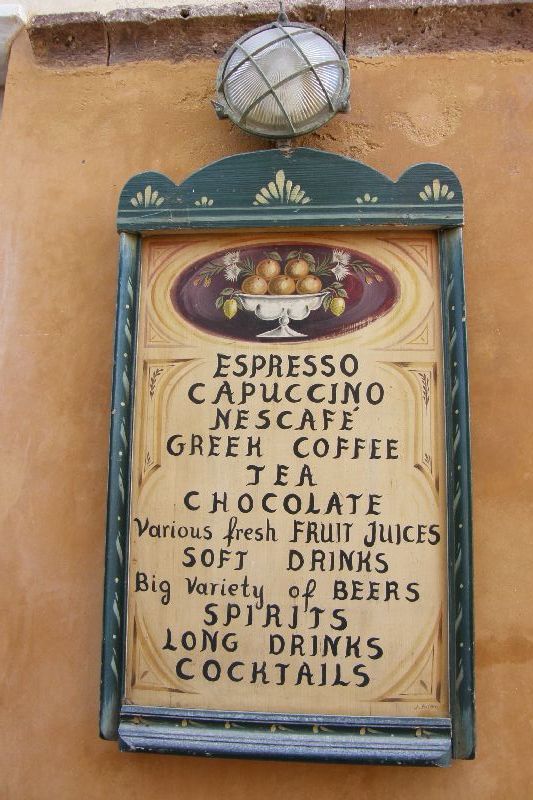 ESPRESSO
CAPUCCINO
NESCAFÉ
GREEK COFFEE
TEA
CHOCOLATE
Various fresh FRUIT JUICES
SOFT DRINKS
Big Variety of BEERS
SPIRITS
LONG DRINKS
COCKTAILS